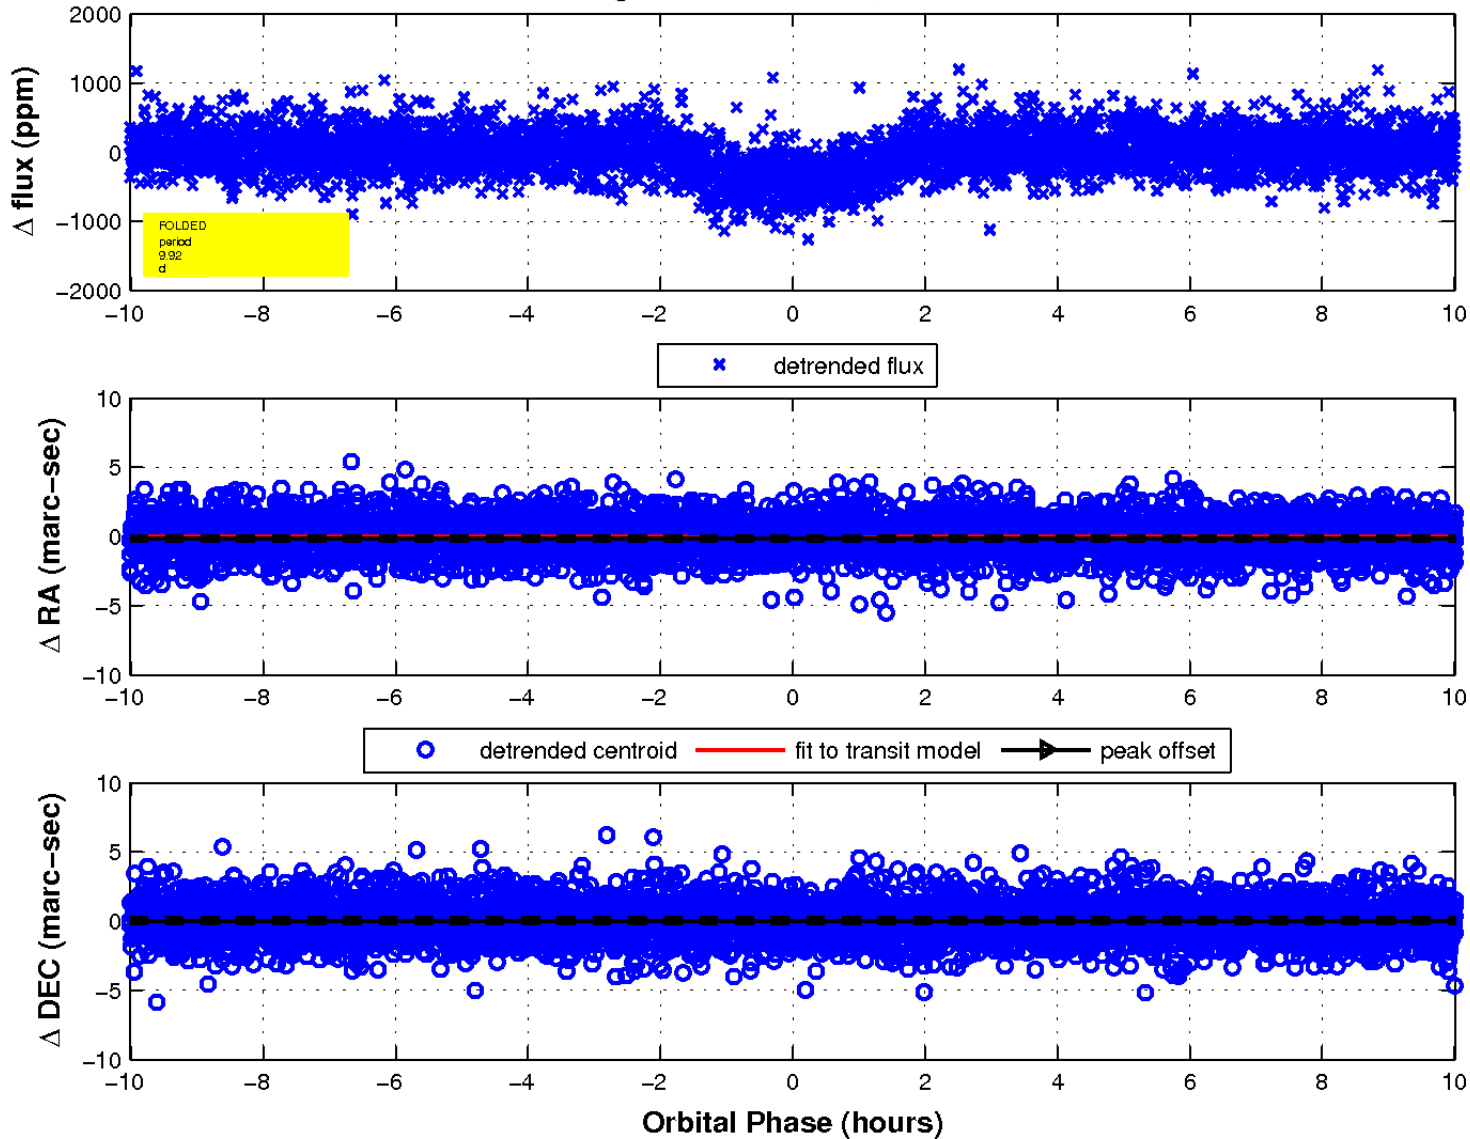 2000
1000
0
−1000
−2000
Δ flux (ppm)
FOLDED
period
9.92
d
−10 −8 −6 −4 −2 0 2 4 6 8 10
detrended flux
10
5
0
−5
−10
Δ RA (marc−sec)
−10 −8 −6 −4 −2 0 2 4 6 8 10
detrended centroid fit to transit model peak offset
10
5
0
−5
−10
Δ DEC (marc−sec)
−10 −8 −6 −4 −2 0 2 4 6 8 10
Orbital Phase (hours)